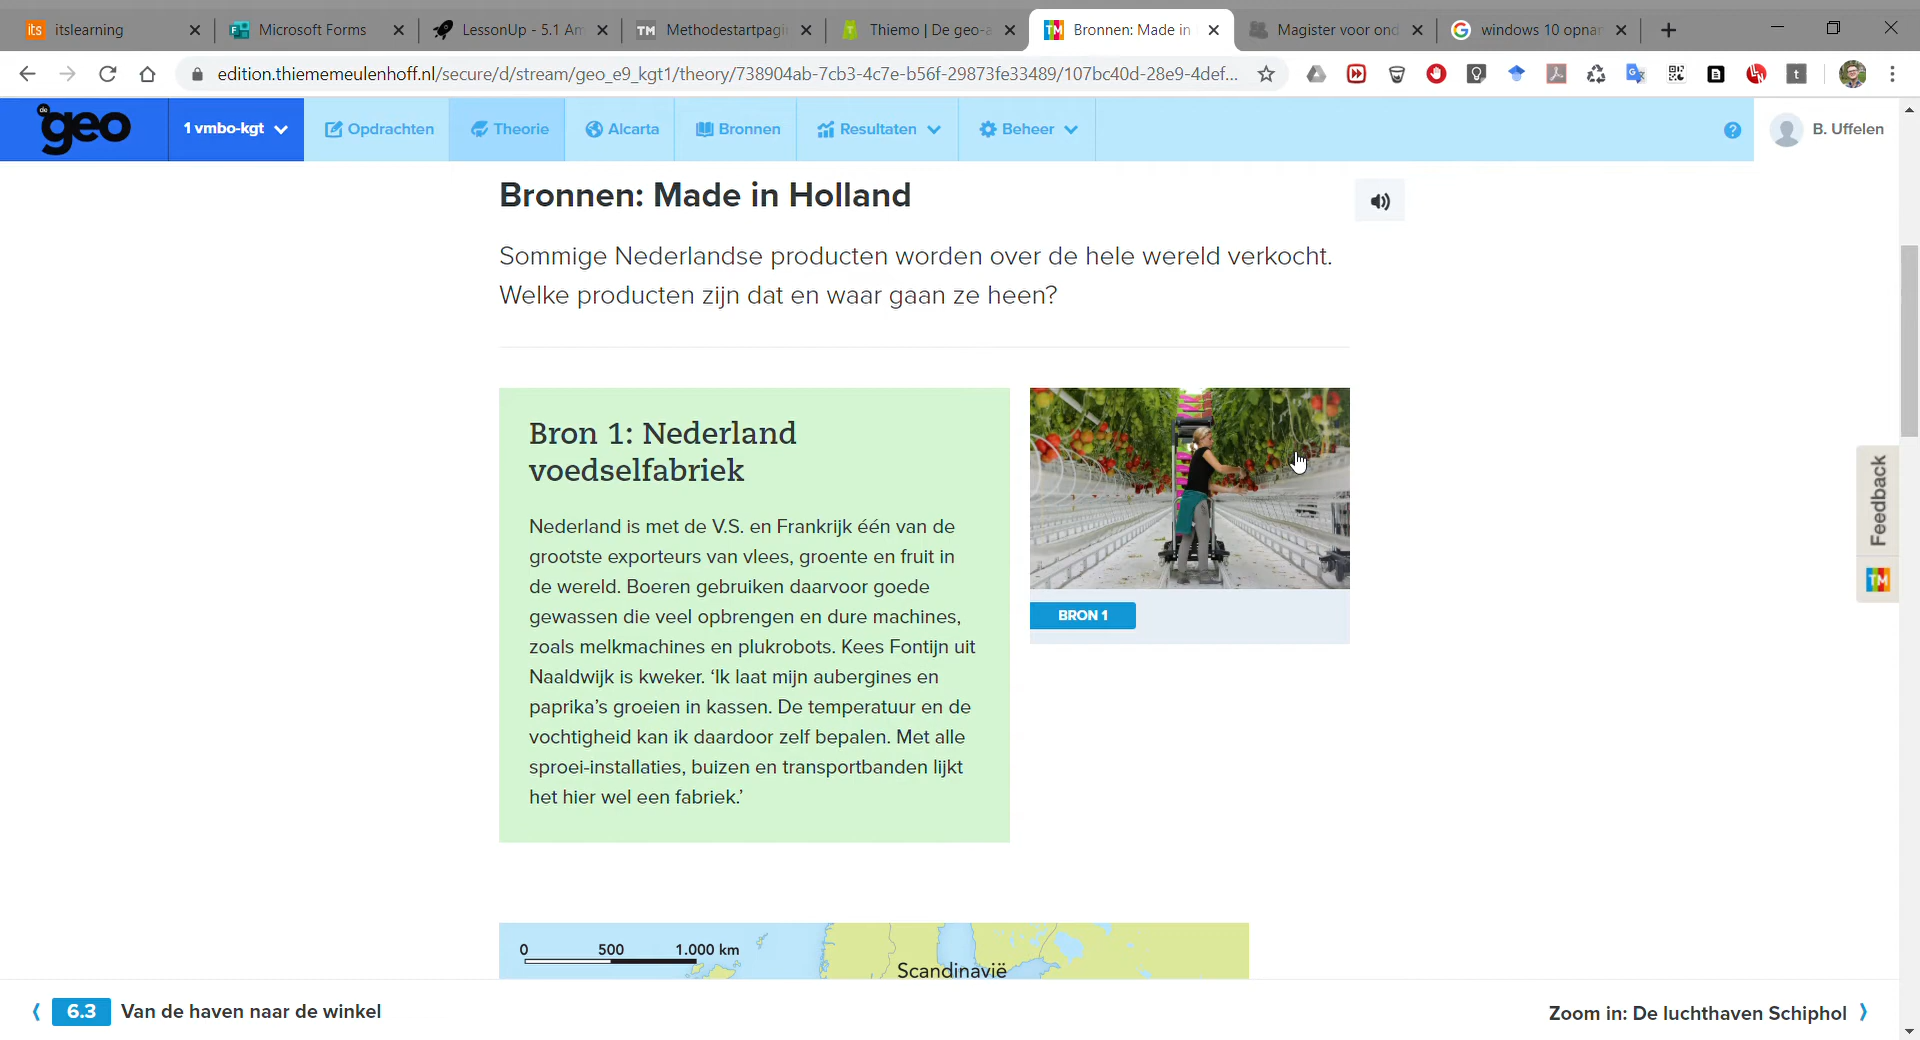 itslearning
Microsoft Forms
LessonUp - 5.1 Am
Methodestartpagi
Thiemo | De geo-a
Bronnen: Made in
Magister voor ond
windows 10 opnar
edition.thiememeulenhoff.nl/secure/d/stream/geo_e9_kgt1/theory/738904ab-7cb3-4c7e-b56f-29873fe33489/107bc40d-28e9-4def...
de geo
1 vmbo-kgt
Opdrachten
Theorie
Alcarta
Bronnen
Resultaten
Beheer
B. Uffelen
Bronnen: Made in Holland
Sommige Nederlandse producten worden over de hele wereld verkocht.
Welke producten zijn dat en waar gaan ze heen?
Bron 1: Nederland
voedselfabriek
Nederland is met de V.S. en Frankrijk één van de
grootste exporteurs van vlees, groente en fruit in
de wereld. Boeren gebruiken daarvoor goede
gewassen die veel opbrengen en dure machines,
zoals melkmachines en plukrobots. Kees Fontijn uit
Naaldwijk is kweker. ‘Ik laat mijn aubergines en
paprika’s groeien in kassen. De temperatuur en de
vochtigheid kan ik daardoor zelf bepalen. Met alle
sproei-installaties, buizen en transportbanden lijkt
het hier wel een fabriek.’
BRON 1
Feedback
TM
0 500 1.000 km
Scandinavië
6.3 Van de haven naar de winkel
Zoom in: De luchthaven Schiphol